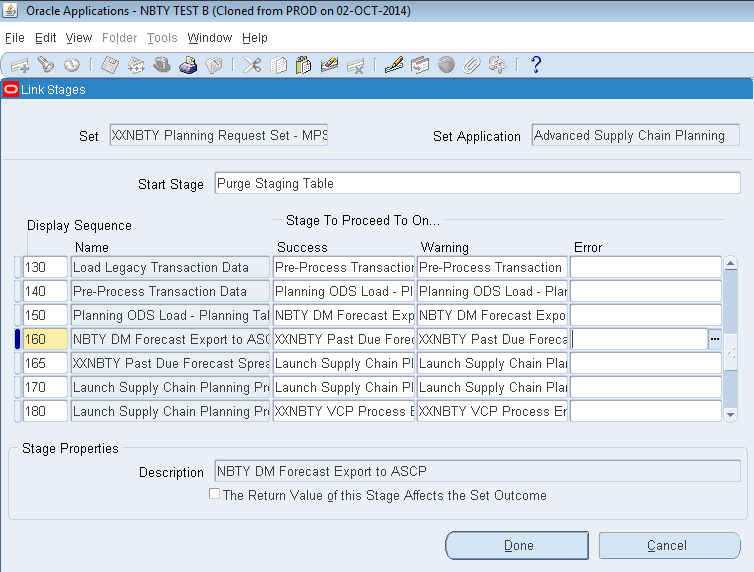 Oracle Applications - NBTY TEST B (Cloned from PROD on 02-OCT-2014)
File Edit View Folder Tools Window Help
Link Stages
Set XXNBTY Planning Request Set - MPS Set Application Advanced Supply Chain Planning
Start Stage Purge Staging Table
Display Sequence Stage To Proceed To On...
Name Success Warning Error
130 Load Legacy Transaction Data Pre-Process Transaction Pre-Process Transaction
140 Pre-Process Transaction Data Planning ODS Load - Pl Planning ODS Load - Pl
150 Planning ODS Load - Planning Tal NBTY DM Forecast Exp NBTY DM Forecast Expo
160 NBTY DM Forecast Export to ASC XXNBTY Past Due Fore XXNBTY Past Due Foreca ...
165 XXNBTY Past Due Forecast Spre Launch Supply Chain Pl Launch Supply Chain Pl
170 Launch Supply Chain Planning Pr Launch Supply Chain Pl Launch Supply Chain Pl
180 Launch Supply Chain Planning Pr XXNBTY VCP Process E XXNBTY VCP Process Er
Stage Properties
Description NBTY DM Forecast Export to ASCP
The Return Value of this Stage Affects the Set Outcome
Done Cancel